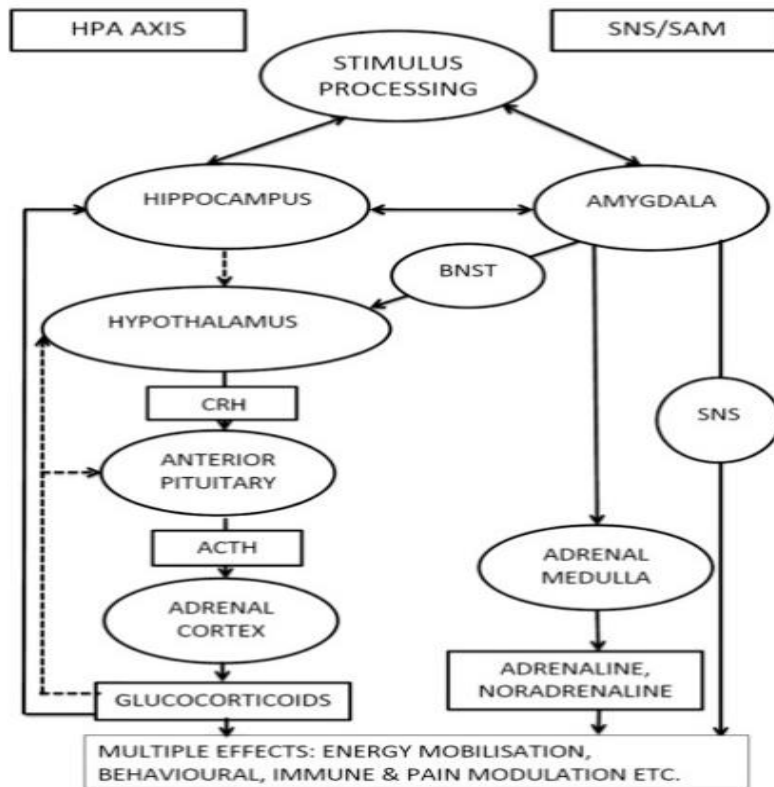 HPA AXIS
SNS/SAM
STIMULUS
PROCESSING
HIPPOCAMPUS
AMYGDALA
BNST
HYPOTHALAMUS
CRH
SNS
ANTERIOR
PITUITARY
ACTH
ADRENAL
MEDULLA
ADRENAL
CORTEX
ADRENALINE,
NORADRENALINE
GLUCOCORTICOIDS
MULTIPLE EFFECTS: ENERGY MOBILISATION,
BEHAVIOURAL, IMMUNE & PAIN MODULATION ETC.